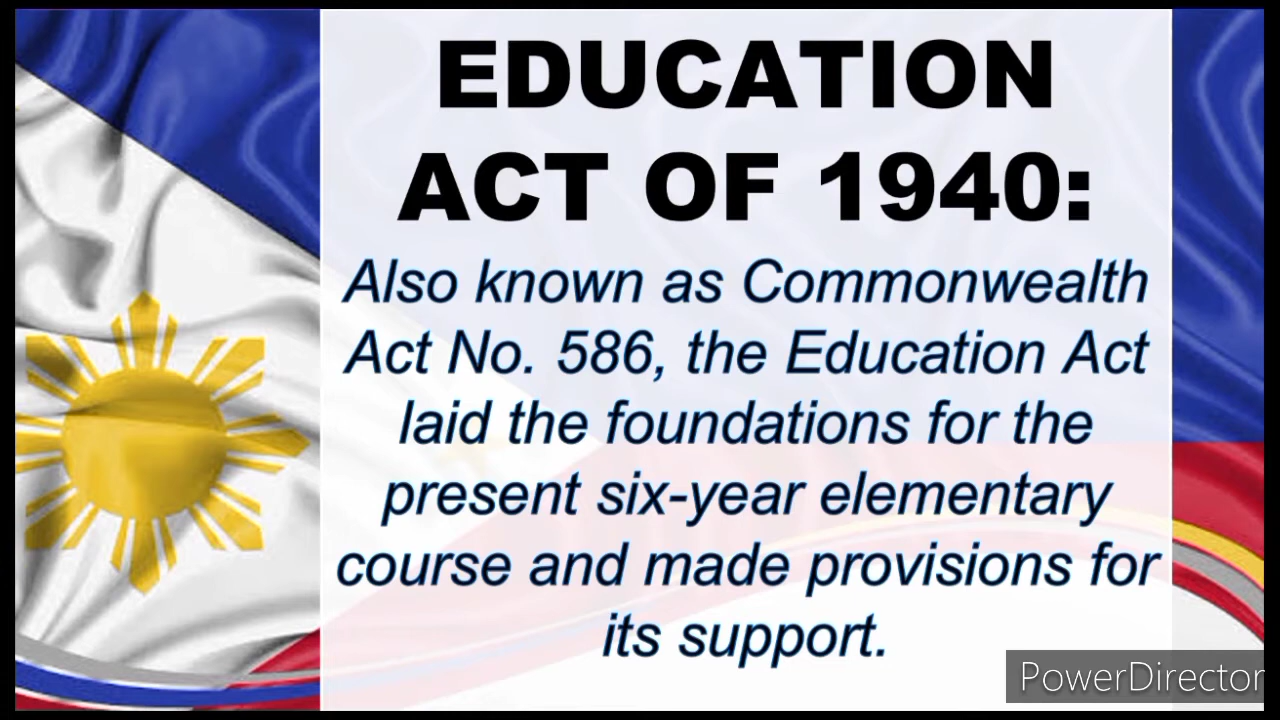 EDUCATION
ACT OF 1940:
Also known as Commonwealth
Act No. 586, the Education Act
laid the foundations for the
present six-year elementary
course and made provisions for
its support.
PowerDirector